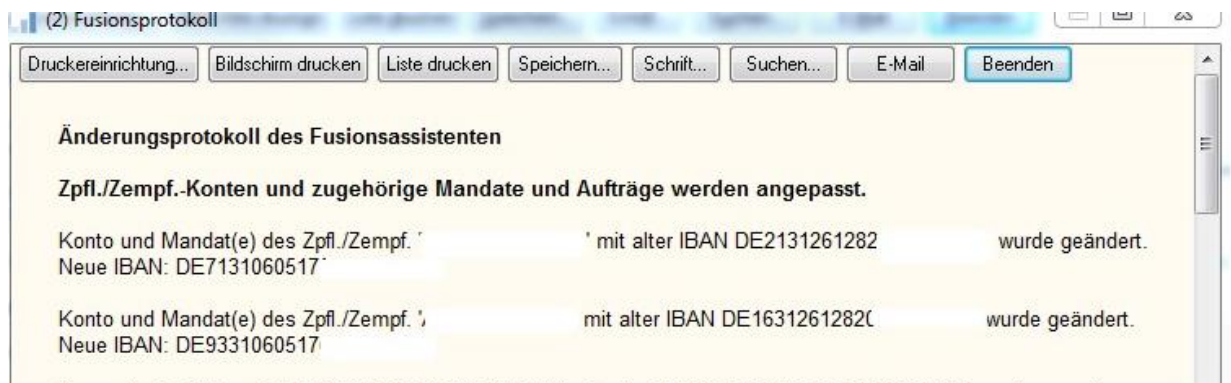 (2) Fusionsprotokoll
Druckereinrichtung... Bildschirm drucken Liste drucken Speichern... Schrift... Suchen... E-Mail Beenden
Änderungsprotokoll des Fusionsassistenten
Zpfl./Zempf.-Konten und zugehörige Mandate und Aufträge werden angepasst.
Konto und Mandat(e) des Zpfl./Zempf. ' ' mit alter IBAN DE2131261282 wurde geändert.
Neue IBAN: DE7131060517
Konto und Mandat(e) des Zpfl./Zempf. ' mit alter IBAN DE1631261282 wurde geändert.
Neue IBAN: DE9331060517